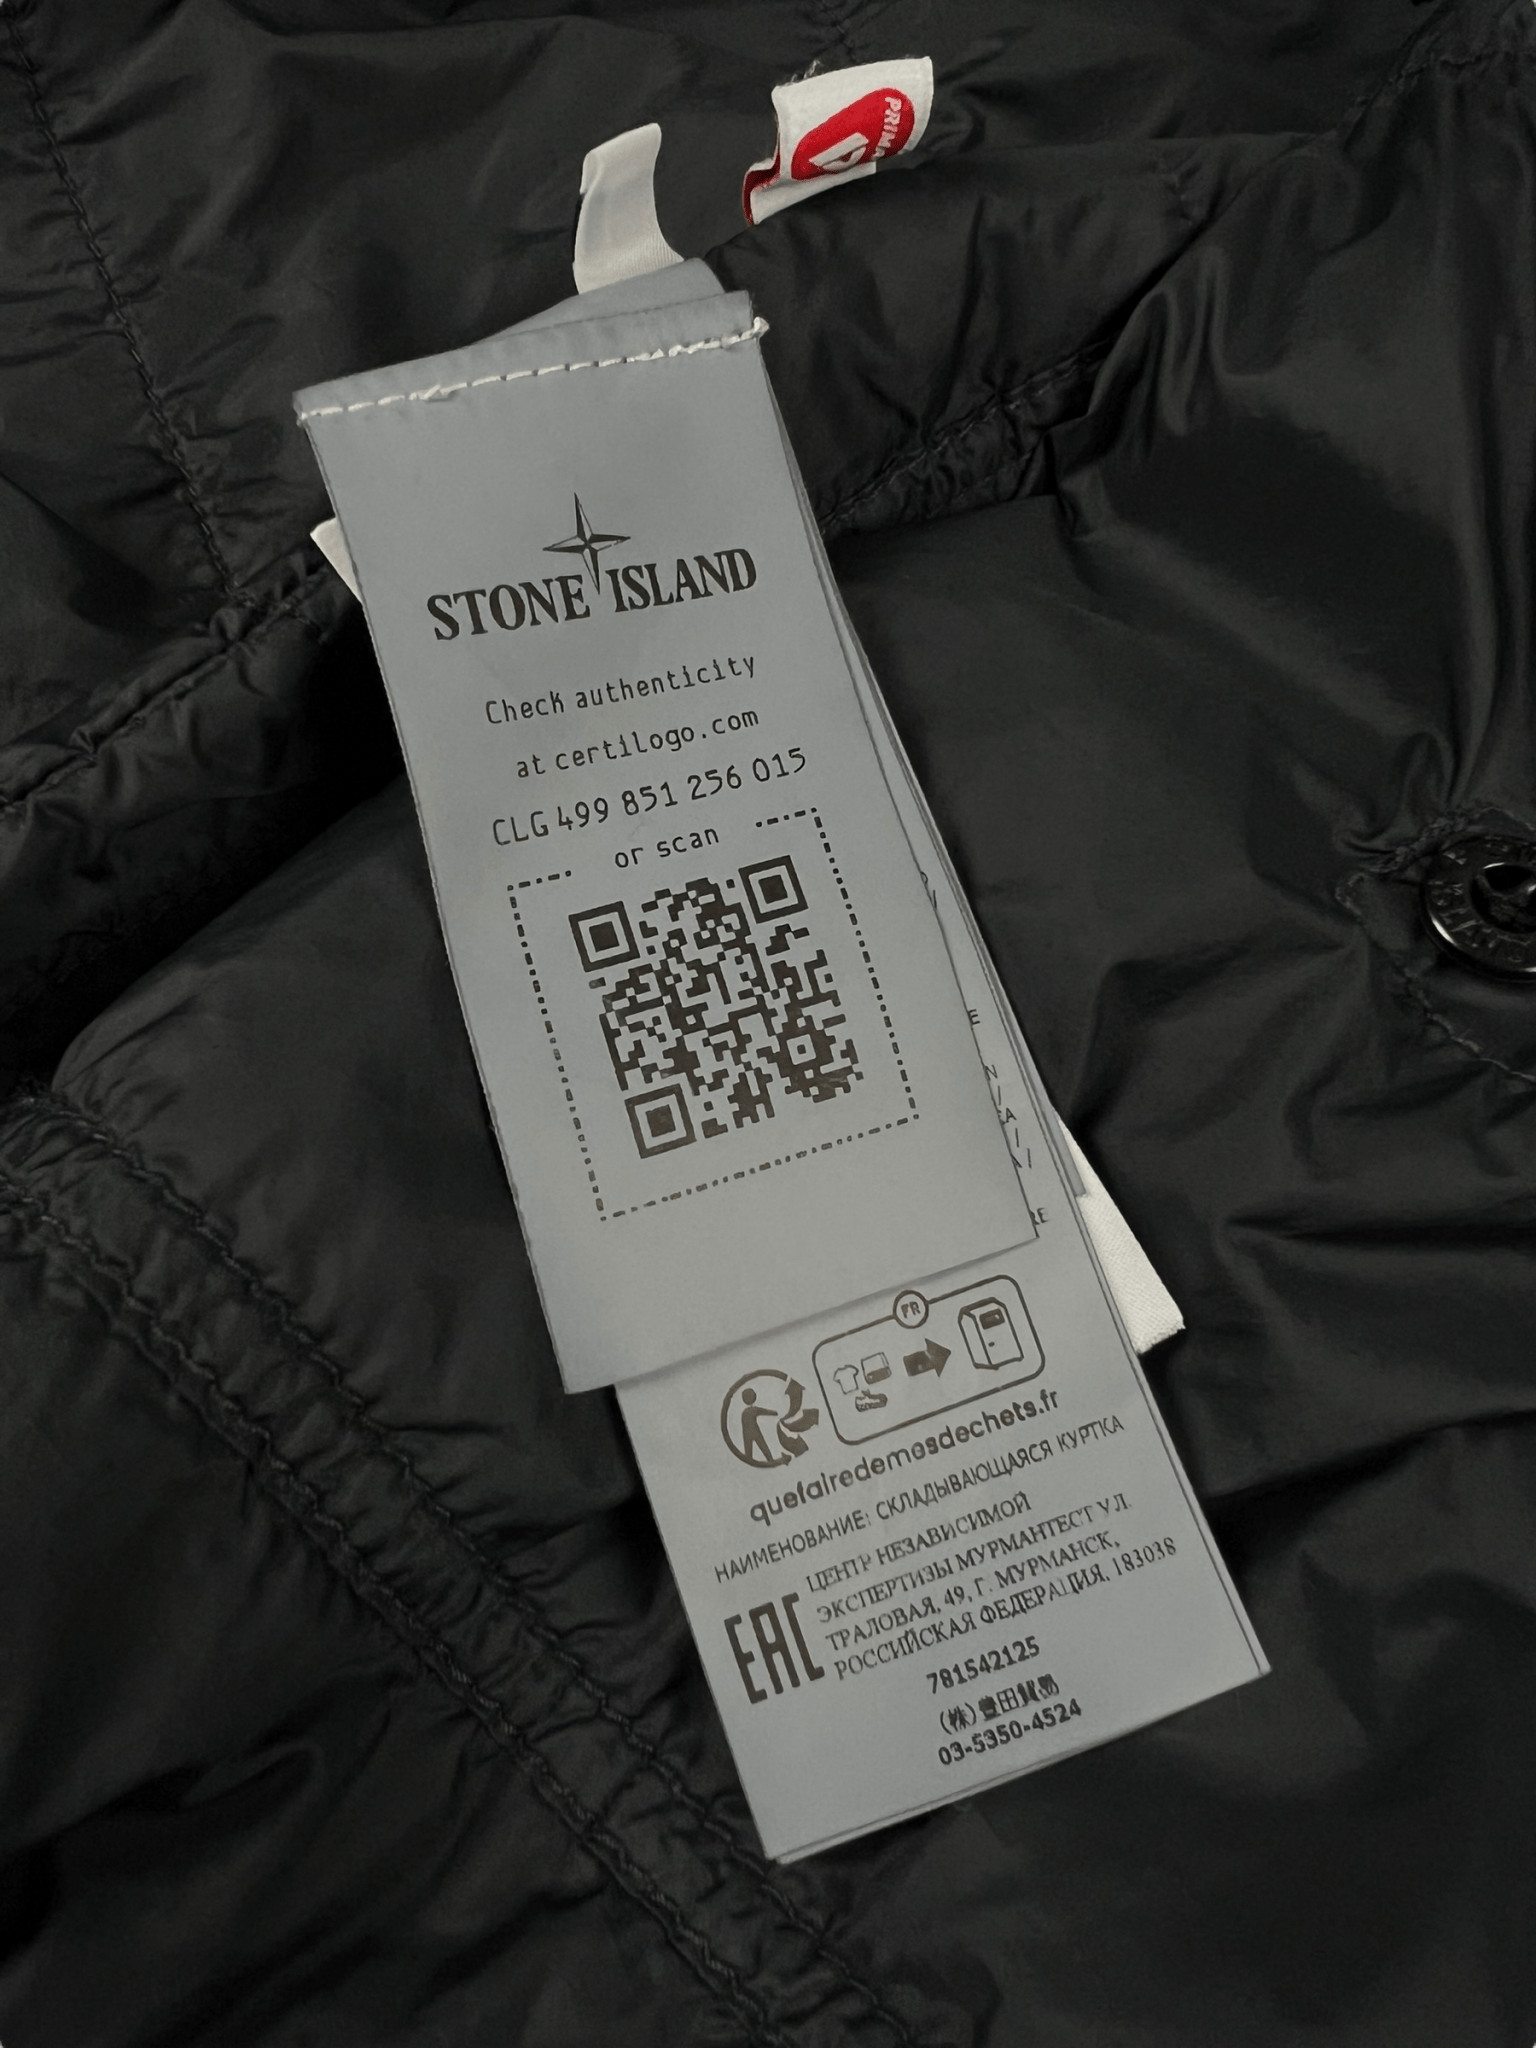 STONE ISLAND
Check authenticity
at certilogo.com
CLG 499 851 256 015
or scan
FR
quefairedemesdechets.fr
НАИМЕНОВАНИЕ: СКЛАДЫВАЮЩАЯСЯ КУРТКА
ЦЕНТР НЕЗАВИСИМОЙ
ЭКСПЕРТИЗЫ МУРМАНТЕСТ УЛ.
ТРАЛОВАЯ, 49, Г. МУРМАНСК,
РОССИЙСКАЯ ФЕДЕРАЦИЯ, 183038
EAC
781542125
(株)豊田貿易
03-5350-4524